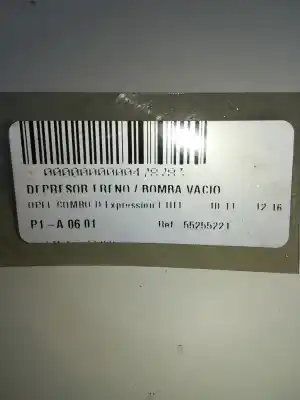 DEPRESOR FRENO / BOMBA VACIO
OPEL COMBO D Expression L1H1 10.11 12.16
P1 - A 06 01 Ref. 55255221